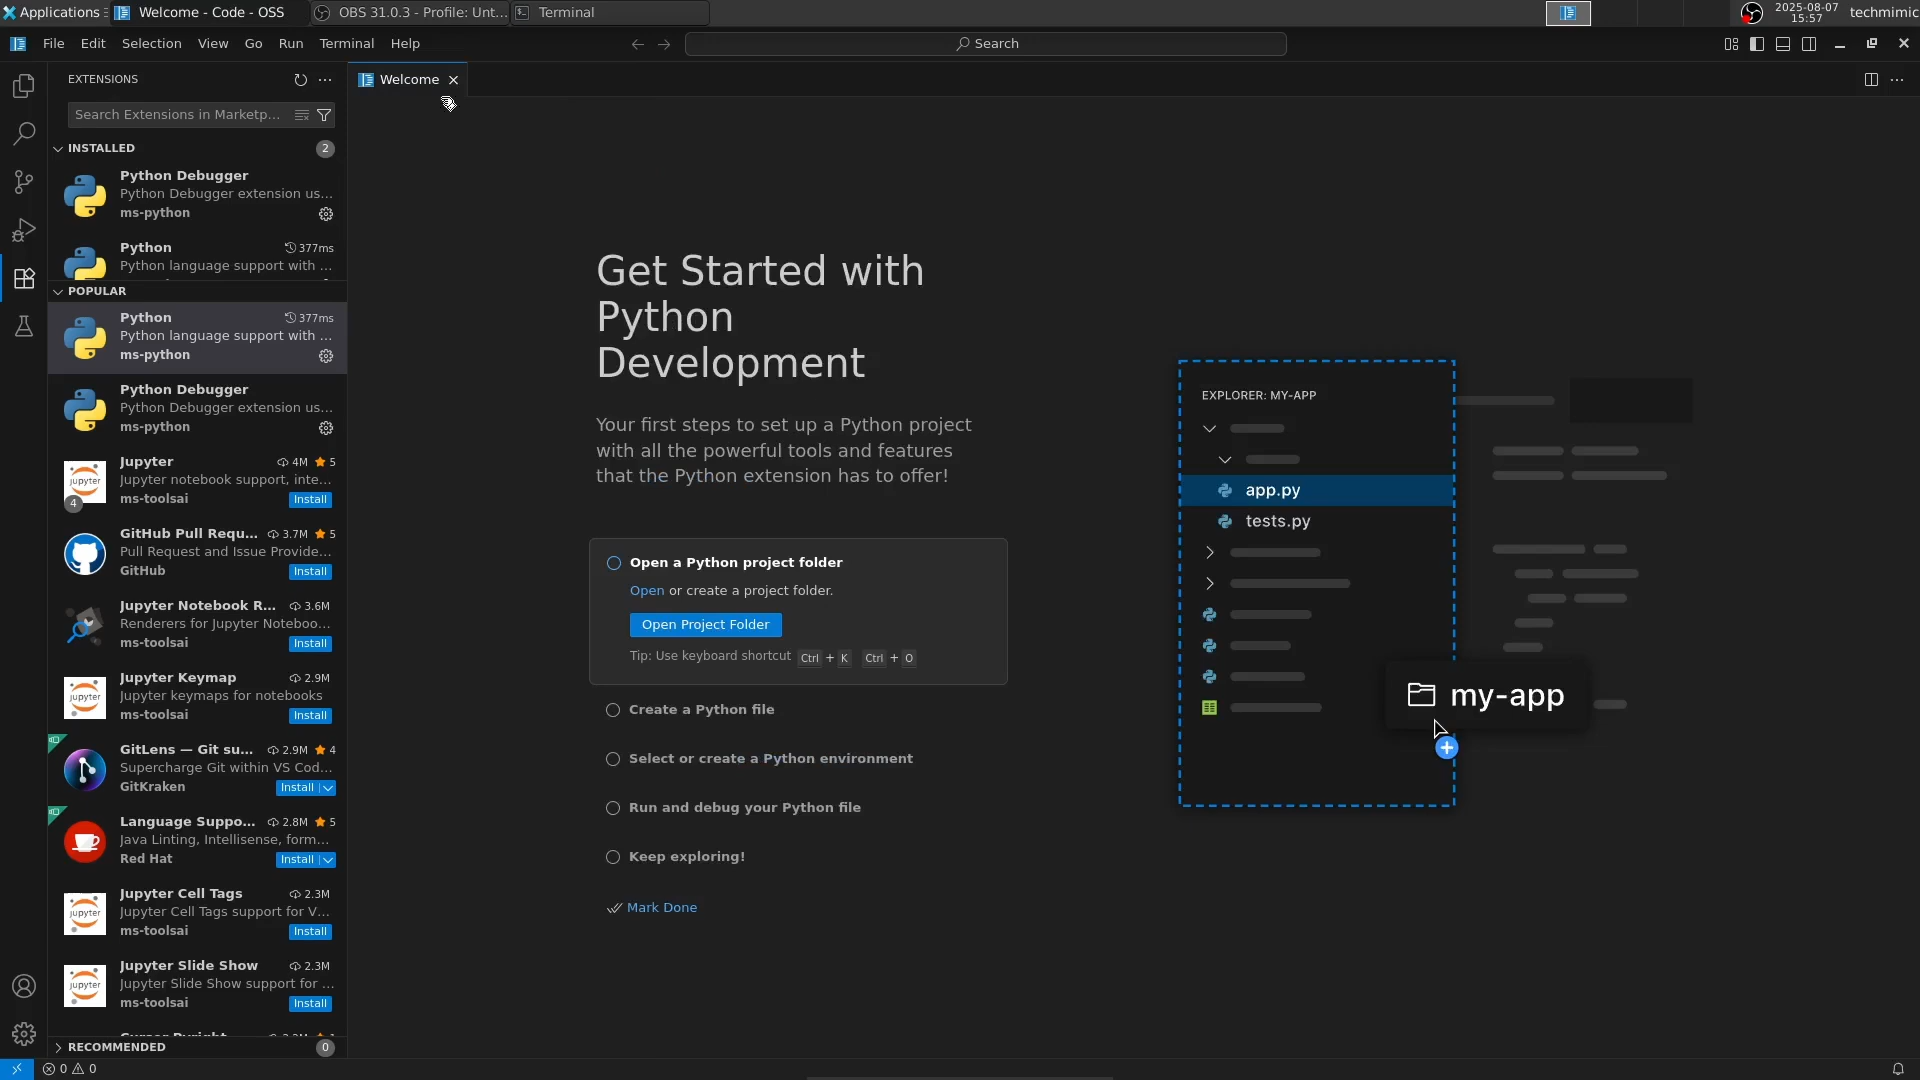 Applications
Welcome - Code - OSS
OBS 31.0.3 - Profile: Unt...
Terminal
2025-08-07
15:57
techmimic
File Edit Selection View Go Run Terminal Help
Search
EXTENSIONS
Search Extensions in Marketp...
INSTALLED
2
Python Debugger
Python Debugger extension us...
ms-python
Python 377ms
Python language support with ...
POPULAR
Python 377ms
Python language support with ...
ms-python
Python Debugger
Python Debugger extension us...
ms-python
Jupyter 4M 5
Jupyter notebook support, inte...
ms-toolsai Install
4
GitHub Pull Requ... 3.7M 5
Pull Request and Issue Provide...
GitHub Install
Jupyter Notebook R... 3.6M
Renderers for Jupyter Noteboo...
ms-toolsai Install
Jupyter Keymap 2.9M
Jupyter keymaps for notebooks
ms-toolsai Install
GitLens — Git su... 2.9M 4
Supercharge Git within VS Cod...
GitKraken Install
Language Suppo... 2.8M 5
Java Linting, Intellisense, form...
Red Hat Install
Jupyter Cell Tags 2.3M
Jupyter Cell Tags support for V...
ms-toolsai Install
Jupyter Slide Show 2.3M
Jupyter Slide Show support for ...
ms-toolsai Install
RECOMMENDED
0
0 0
Welcome
Get Started with
Python
Development
Your first steps to set up a Python project
with all the powerful tools and features
that the Python extension has to offer!
Open a Python project folder
Open or create a project folder.
Open Project Folder
Tip: Use keyboard shortcut Ctrl + K Ctrl + O
Create a Python file
Select or create a Python environment
Run and debug your Python file
Keep exploring!
Mark Done
EXPLORER: MY-APP
app.py
tests.py
my-app